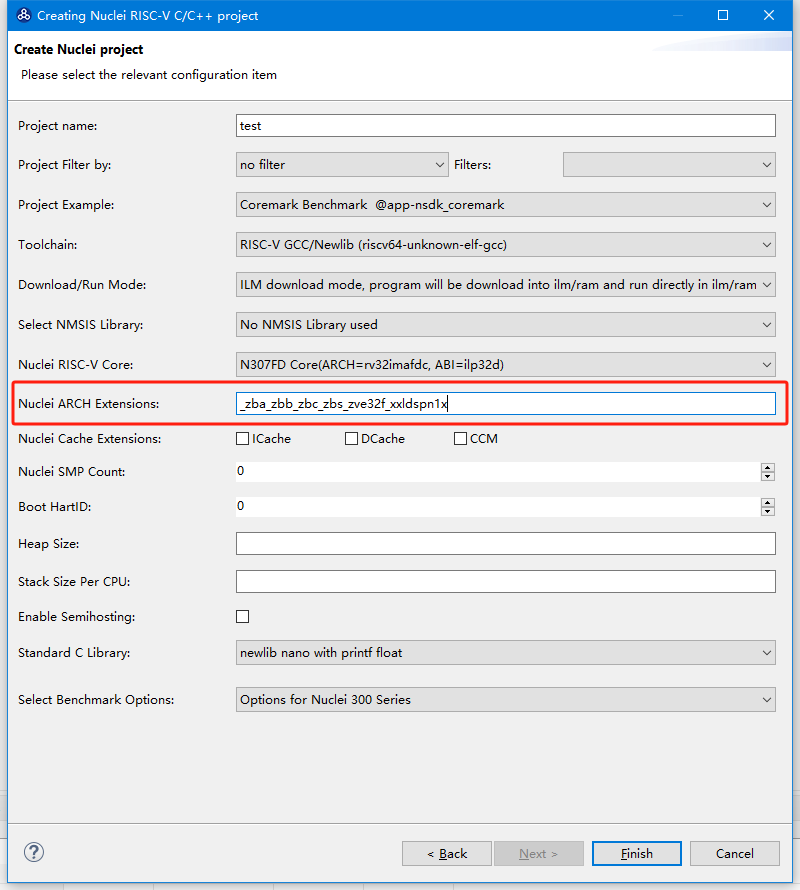 Creating Nuclei RISC-V C/C++ project
Create Nuclei project
Please select the relevant configuration item
Project name: test
Project Filter by: no filter Filters:
Project Example: Coremark Benchmark @app-nsdk_coremark
Toolchain: RISC-V GCC/Newlib (riscv64-unknown-elf-gcc)
Download/Run Mode: ILM download mode, program will be download into ilm/ram and run directly in ilm/ram
Select NMSIS Library: No NMSIS Library used
Nuclei RISC-V Core: N307FD Core(ARCH=rv32imafdc, ABI=ilp32d)
Nuclei ARCH Extensions: _zba_zbb_zbc_zbs_zve32f_xxldspn1x
Nuclei Cache Extensions: ICache DCache CCM
Nuclei SMP Count: 0
Boot HartID: 0
Heap Size:
Stack Size Per CPU:
Enable Semihosting:
Standard C Library: newlib nano with printf float
Select Benchmark Options: Options for Nuclei 300 Series
? < Back Next > Finish Cancel